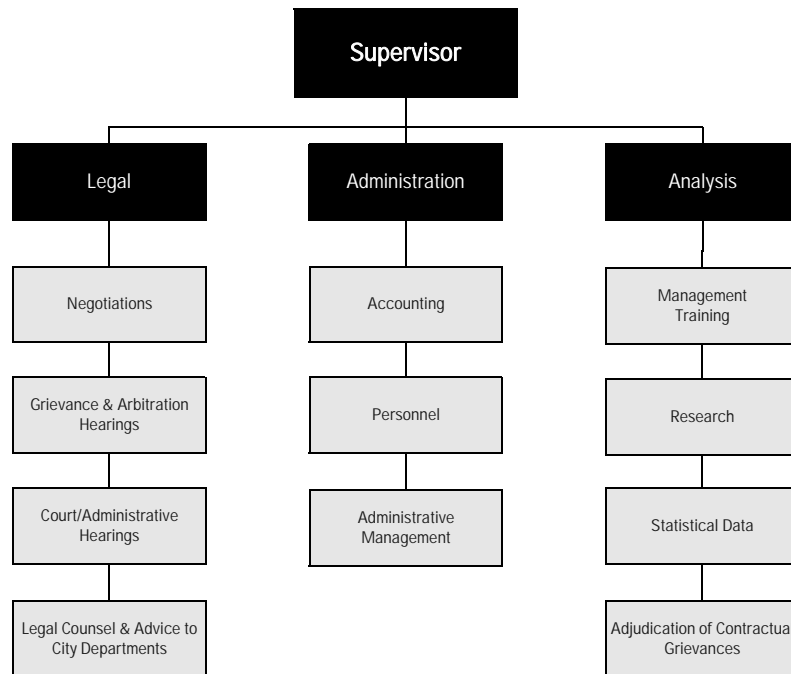 Supervisor
Legal
Administration
Analysis
Negotiations
Grievance & Arbitration
Hearings
Court/Administrative
Hearings
Legal Counsel & Advice to
City Departments
Accounting
Personnel
Administrative
Management
Management
Training
Research
Statistical Data
Adjudication of Contractua
Grievances